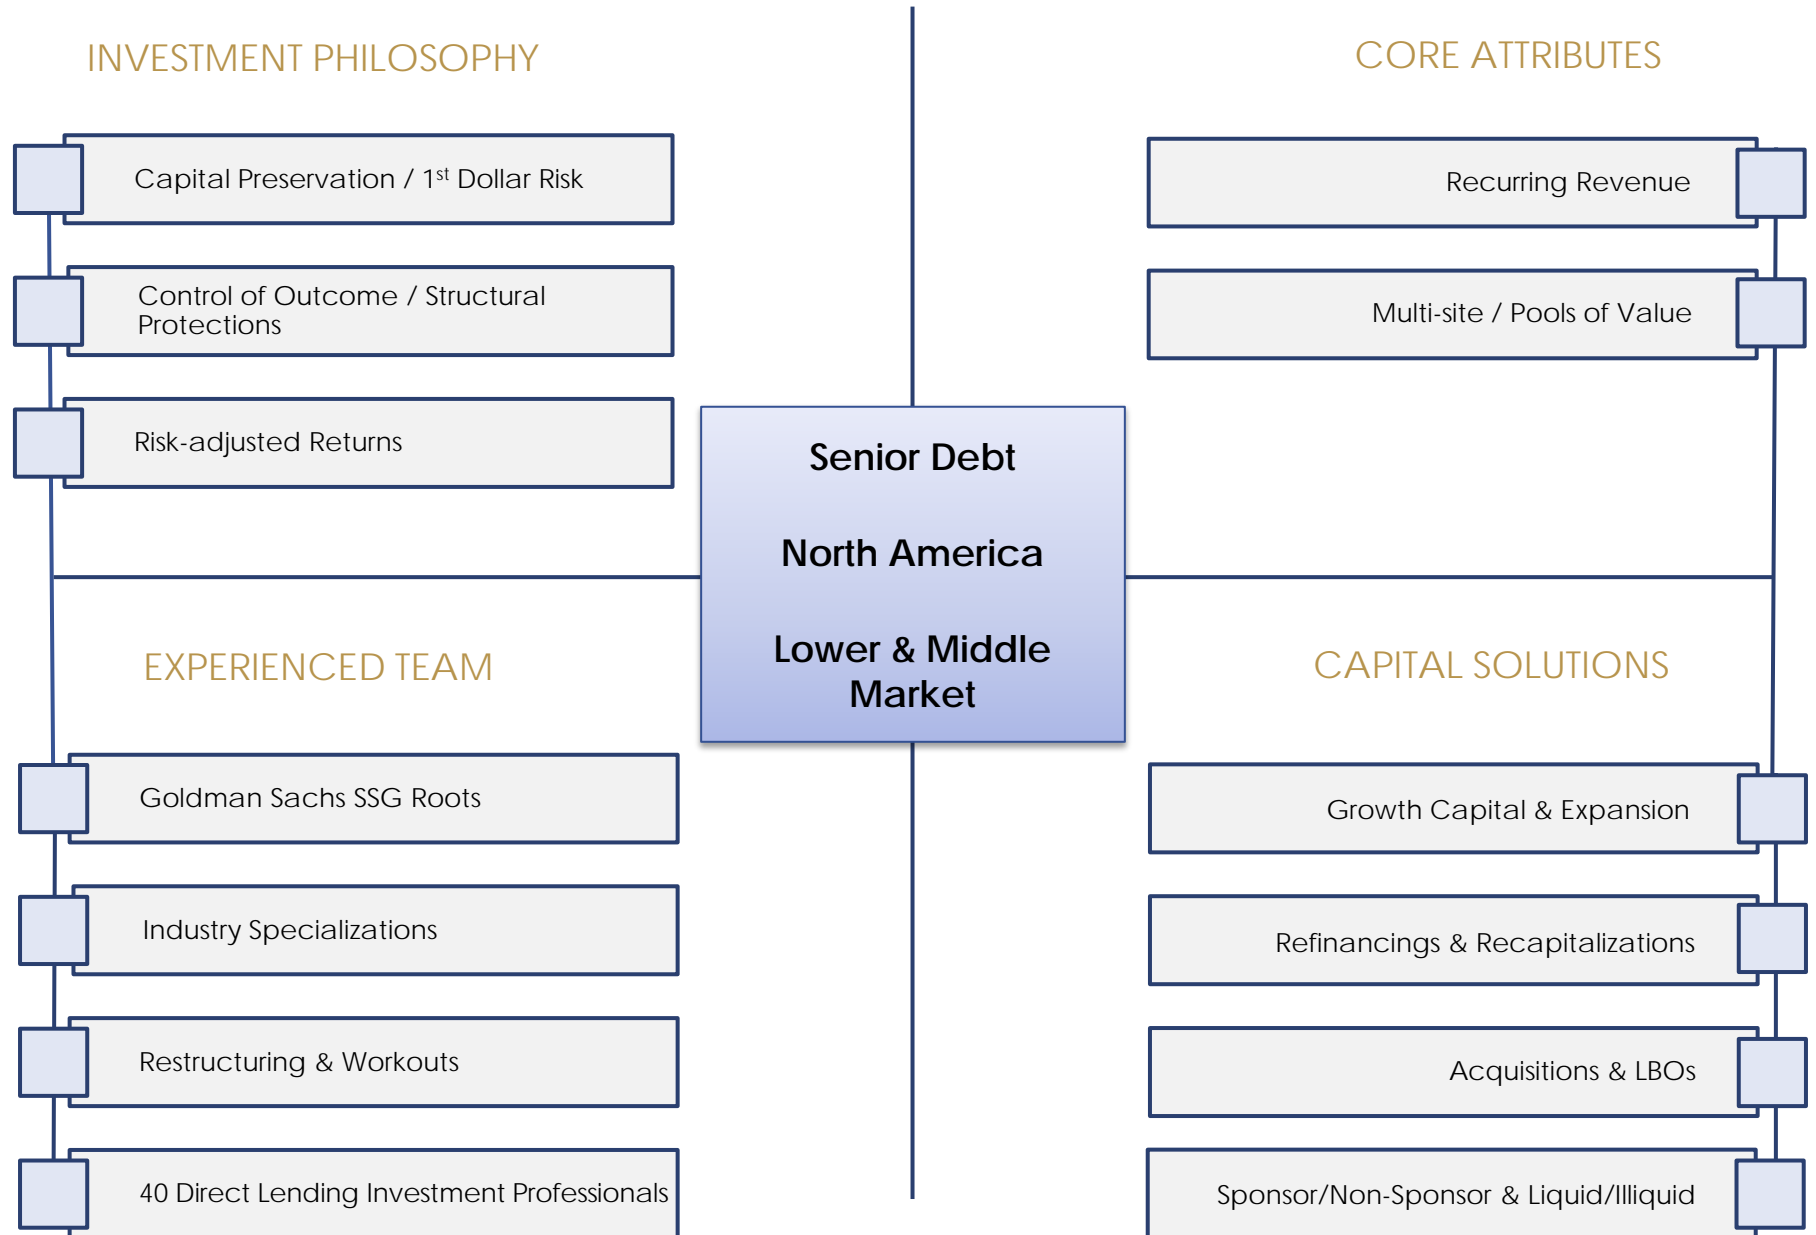 INVESTMENT PHILOSOPHY
Capital Preservation / 1st Dollar Risk
Control of Outcome / Structural
Protections
Risk-adjusted Returns
CORE ATTRIBUTES
Recurring Revenue
Multi-site / Pools of Value
Senior Debt
North America
Lower & Middle
Market
EXPERIENCED TEAM
Goldman Sachs SSG Roots
Industry Specializations
Restructuring & Workouts
40 Direct Lending Investment Professionals
CAPITAL SOLUTIONS
Growth Capital & Expansion
Refinancings & Recapitalizations
Acquisitions & LBOs
Sponsor/Non-Sponsor & Liquid/Illiquid